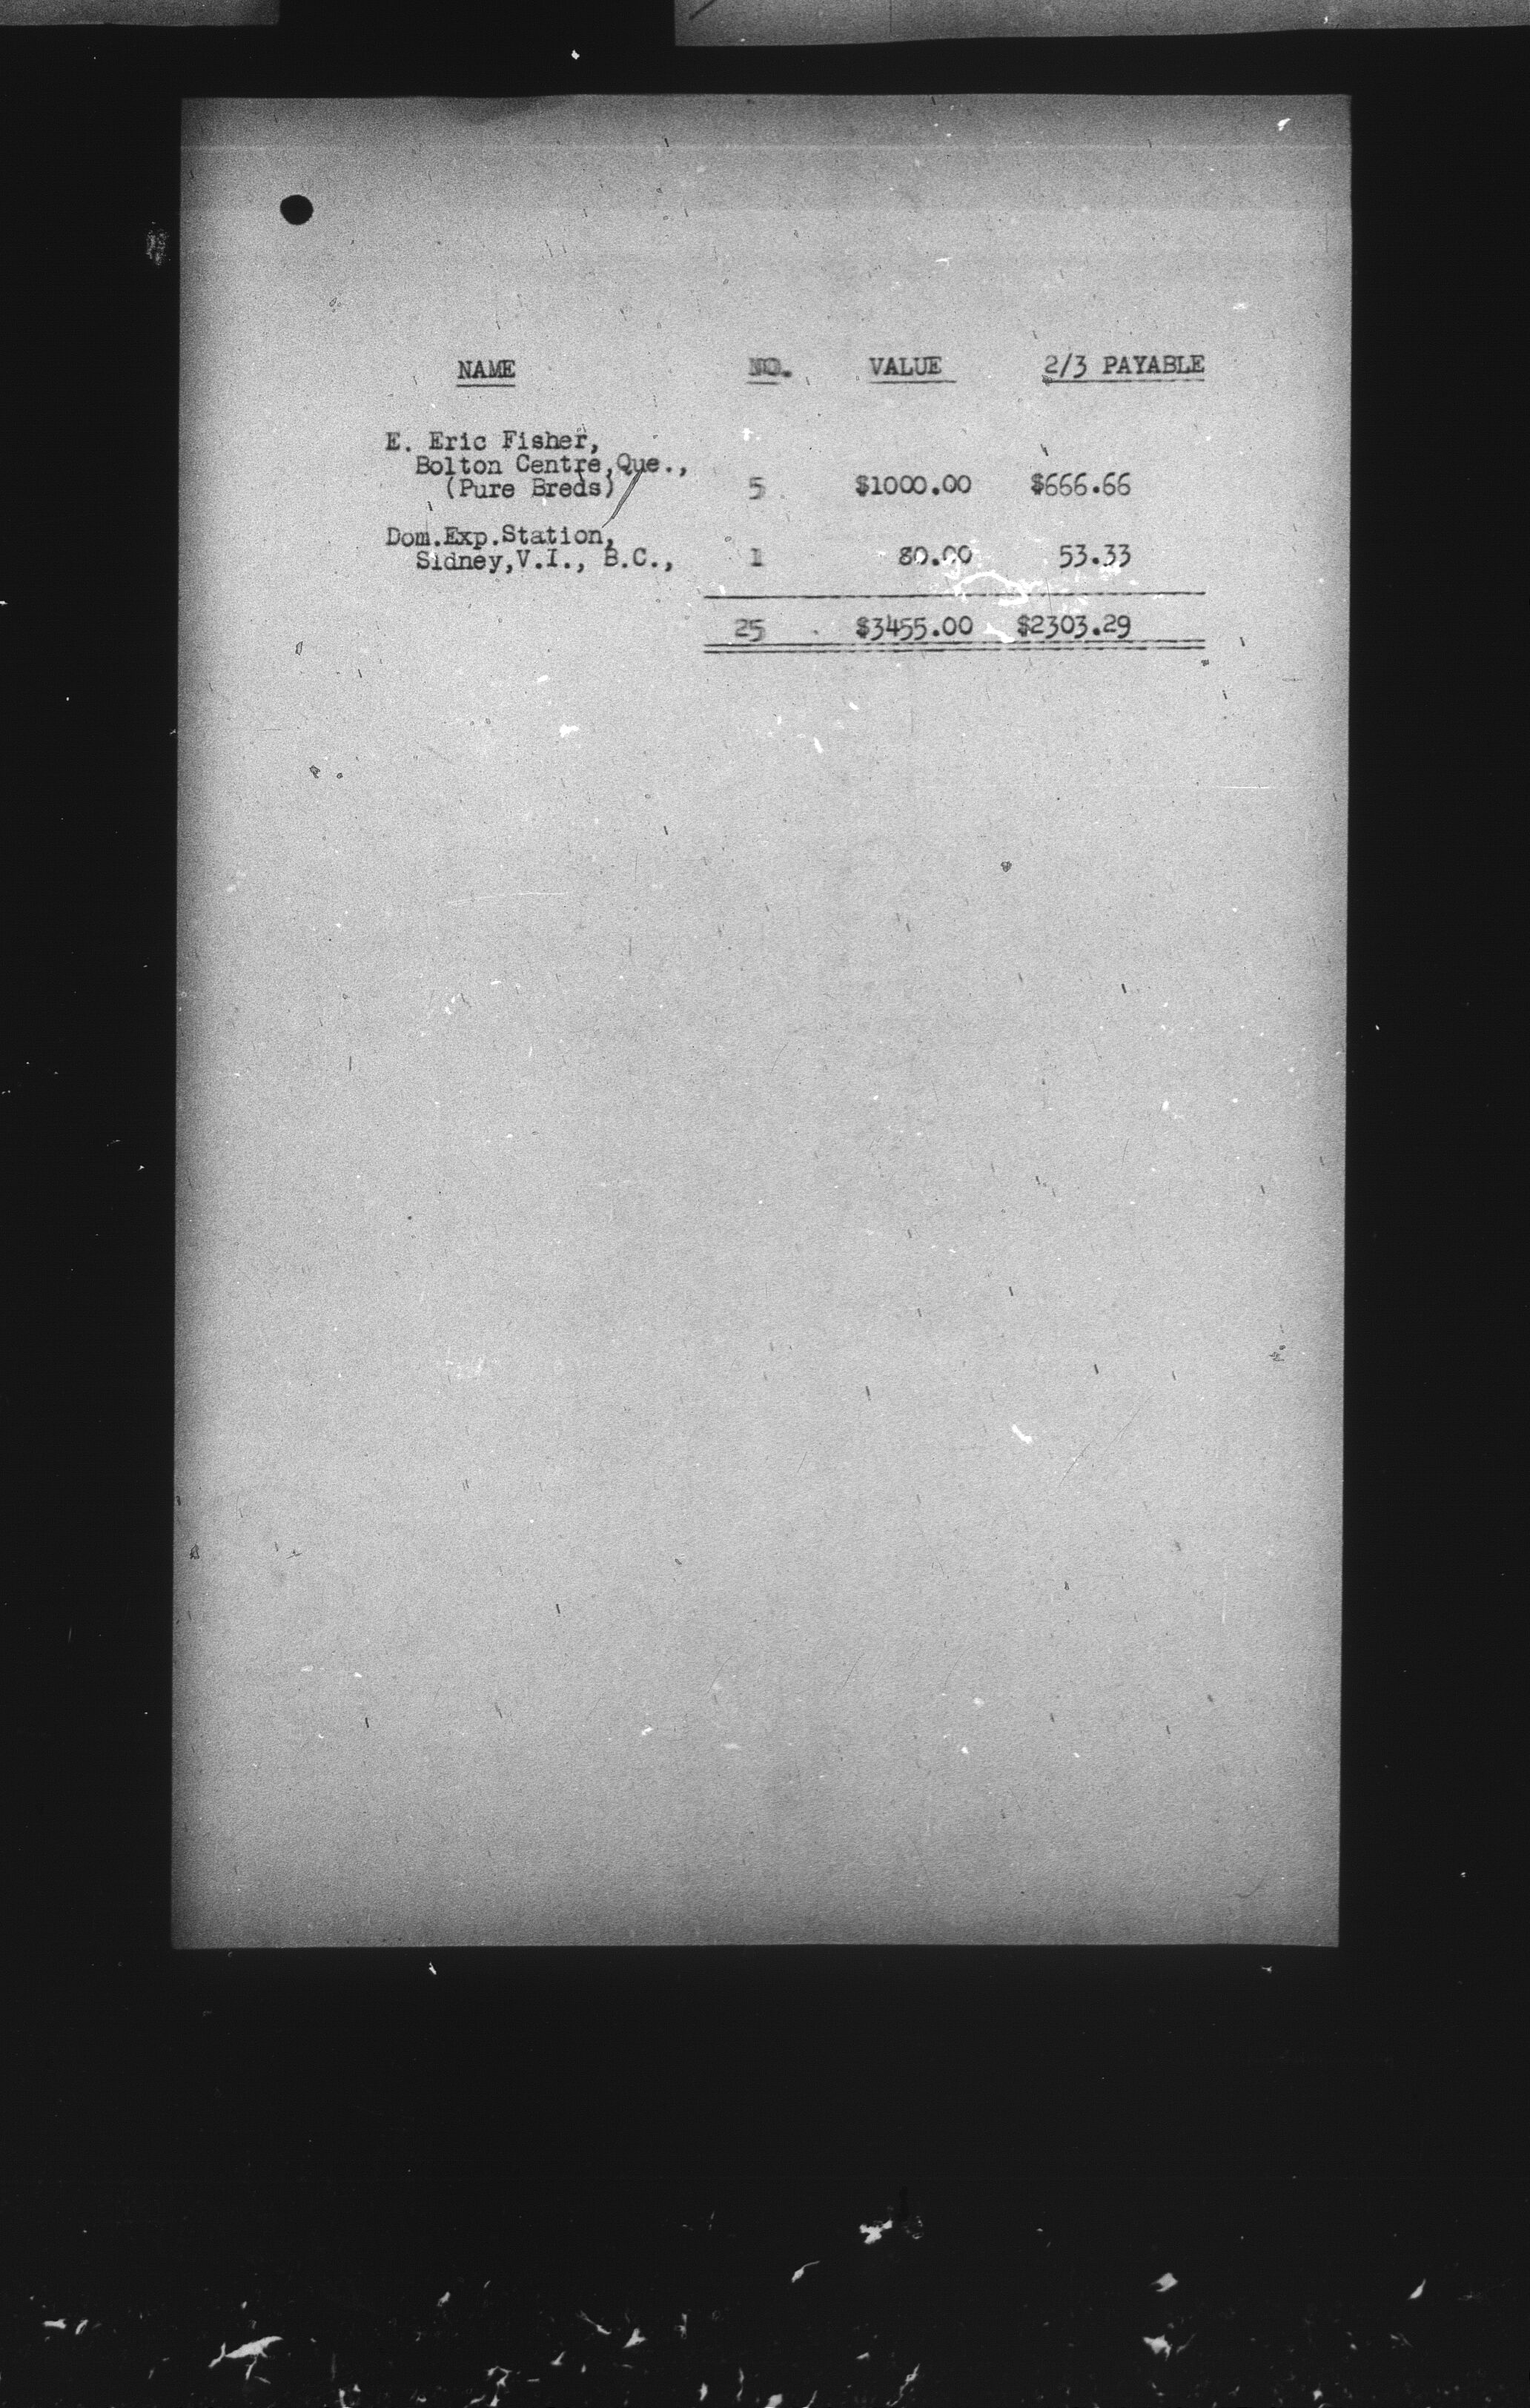 NAME NO. VALUE 2/3 PAYABLE
E. Eric Fisher,
Bolton Centre,Que.,
(Pure Breds) 5 $1000.00 $666.66
Dom.Exp.Station,
Sidney,V.I., B.C., 1 80.00 53.33
25 $3455.00 $2303.29